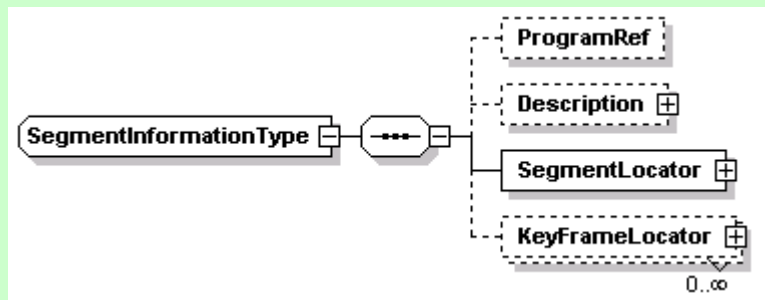 ProgramRef
Description
SegmentInformationType
SegmentLocator
KeyFrameLocator
0..∞